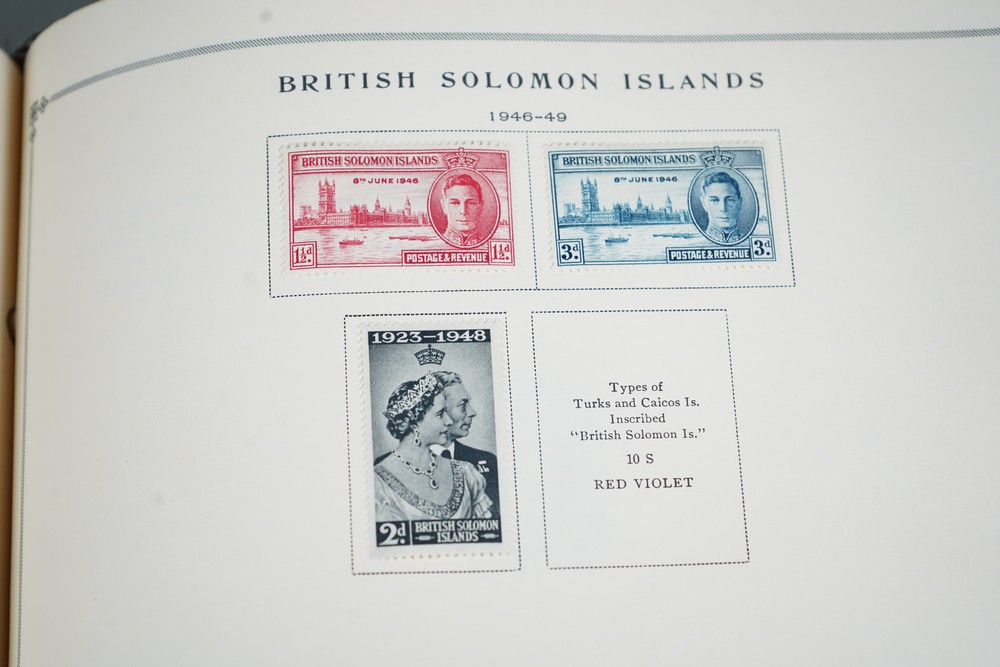 BRITISH SOLOMON ISLANDS
1946-49
BRITISH SOLOMON ISLANDS
8TH JUNE 1946
1½d.
POSTAGE & REVENUE
1½d.
BRITISH SOLOMON ISLANDS
8TH JUNE 1946
3d.
POSTAGE & REVENUE
3d.
1923-1948
2d
BRITISH SOLOMON
ISLANDS
Types of
Turks and Caicos Is.
Inscribed
"British Solomon Is."
10 S
RED VIOLET